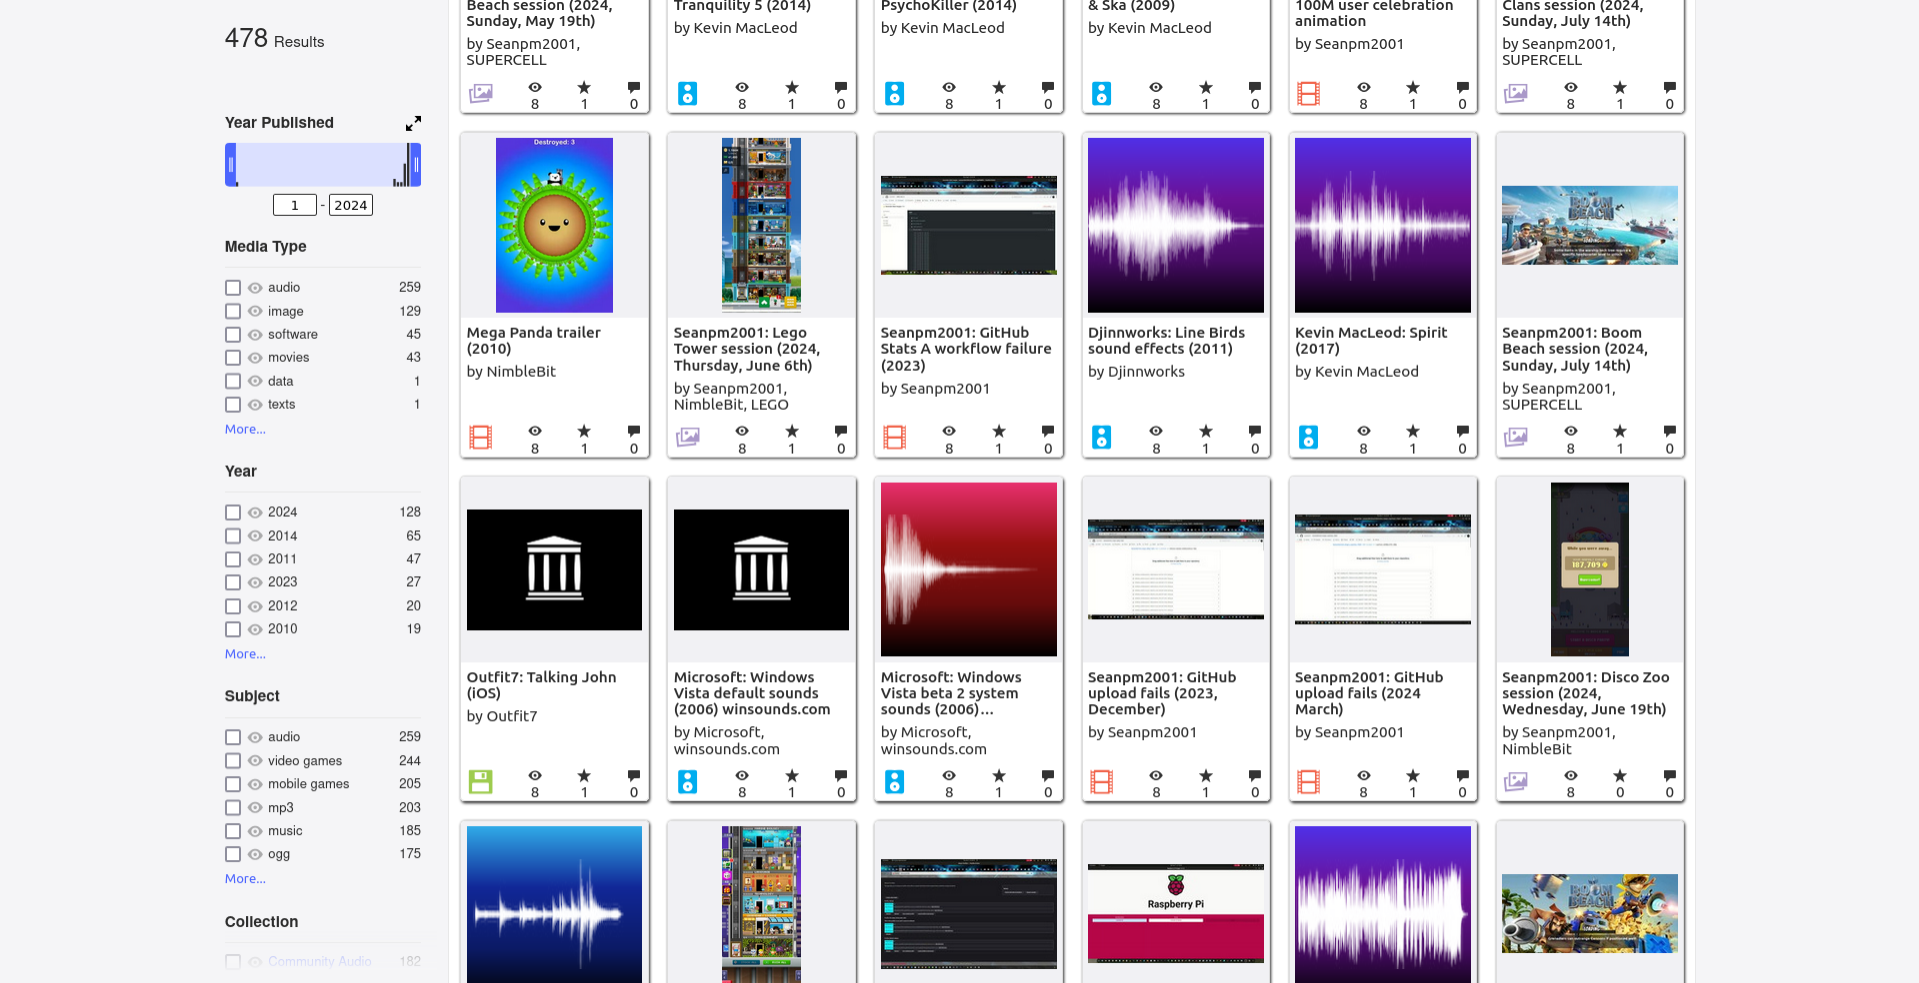 478 Results
Year Published
1 - 2024
Media Type
audio 259
image 129
software 45
movies 43
data 1
texts 1
More...
Year
2024 128
2014 65
2011 47
2023 27
2012 20
2010 19
More...
Subject
audio 259
video games 244
mobile games 205
mp3 203
music 185
ogg 175
More...
Collection
Community Audio 182
Beach session (2024,
Sunday, May 19th)
by Seanpm2001,
SUPERCELL
8 1 0
Tranquility 5 (2014)
by Kevin MacLeod
8 1 0
PsychoKiller (2014)
by Kevin MacLeod
8 1 0
& Ska (2009)
by Kevin MacLeod
8 1 0
100M user celebration
animation
by Seanpm2001
8 1 0
Clans session (2024,
Sunday, July 14th)
by Seanpm2001,
SUPERCELL
8 1 0
Destroyed: 3
Mega Panda trailer
(2010)
by NimbleBit
8 1 0
Seanpm2001: Lego
Tower session (2024,
Thursday, June 6th)
by Seanpm2001,
NimbleBit, LEGO
8 1 0
Seanpm2001: GitHub
Stats A workflow failure
(2023)
by Seanpm2001
8 1 0
Djinnworks: Line Birds
sound effects (2011)
by Djinnworks
8 1 0
Kevin MacLeod: Spirit
(2017)
by Kevin MacLeod
8 1 0
BOOM
BEACH
Seanpm2001: Boom
Beach session (2024,
Sunday, July 14th)
by Seanpm2001,
SUPERCELL
8 1 0
Outfit7: Talking John
(iOS)
by Outfit7
8 1 0
Microsoft: Windows
Vista default sounds
(2006) winsounds.com
by Microsoft,
winsounds.com
8 1 0
Microsoft: Windows
Vista beta 2 system
sounds (2006)...
by Microsoft,
winsounds.com
8 1 0
Seanpm2001: GitHub
upload fails (2023,
December)
by Seanpm2001
8 1 0
Seanpm2001: GitHub
upload fails (2024
March)
by Seanpm2001
8 1 0
While you were away...
187,709
Seanpm2001: Disco Zoo
session (2024,
Wednesday, June 19th)
by Seanpm2001,
NimbleBit
8 0 0
Raspberry Pi
BOOM
BEACH